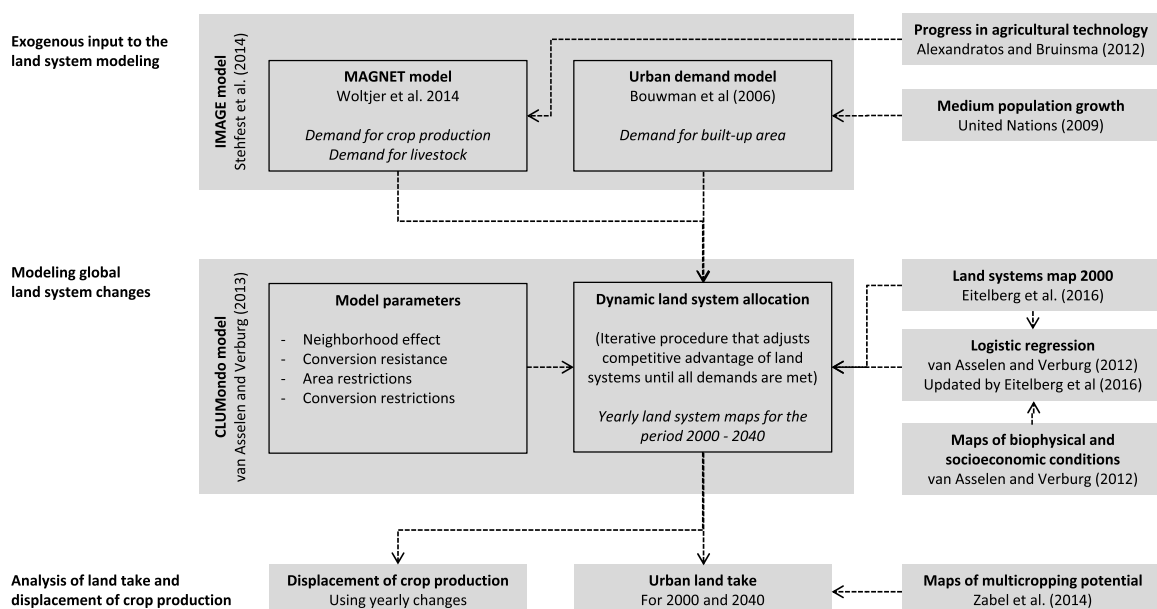 Exogenous input to the
land system modeling
IMAGE model
Stehfest et al. (2014)
MAGNET model
Woltjer et al. 2014
Demand for crop production
Demand for livestock
Urban demand model
Bouwman et al (2006)
Demand for built-up area
Progress in agricultural technology
Alexandratos and Bruinsma (2012)
Medium population growth
United Nations (2009)
Modeling global
land system changes
CLUMondo model
van Asselen and Verburg (2013)
Model parameters
- Neighborhood effect
- Conversion resistance
- Area restrictions
- Conversion restrictions
Dynamic land system allocation
(Iterative procedure that adjusts
competitive advantage of land
systems until all demands are met)
Yearly land system maps for the
period 2000 - 2040
Land systems map 2000
Eitelberg et al. (2016)
Logistic regression
van Asselen and Verburg (2012)
Updated by Eitelberg et al (2016)
Maps of biophysical and
socioeconomic conditions
van Asselen and Verburg (2012)
Analysis of land take and
displacement of crop production
Displacement of crop production
Using yearly changes
Urban land take
For 2000 and 2040
Maps of multicropping potential
Zabel et al. (2014)